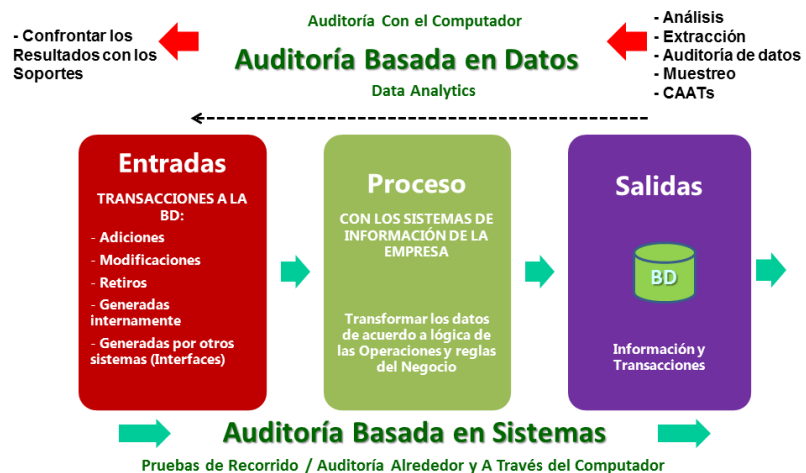 Auditoría Con el Computador
- Confrontar los
Resultados con los
Soportes
Auditoría Basada en Datos
Data Analytics
- Análisis
- Extracción
- Auditoría de datos
- Muestreo
- CAATs
Entradas
TRANSACCIONES A LA
BD:
- Adiciones
- Modificaciones
- Retiros
- Generadas
internamente
- Generadas por otros
sistemas (Interfaces)
Proceso
CON LOS SISTEMAS DE
INFORMACIÓN DE LA
EMPRESA
Transformar los datos
de acuerdo a lógica de
las Operaciones y reglas
del Negocio
Salidas
BD
Información y
Transacciones
Auditoría Basada en Sistemas
Pruebas de Recorrido / Auditoría Alrededor y A Través del Computador